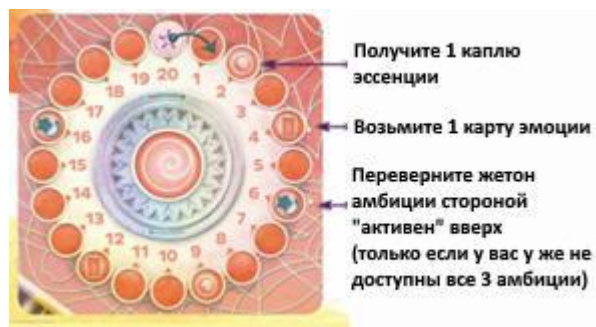 Получите 1 каплю
эссенции
Возьмите 1 карту эмоции
Переверните жетон
амбиции стороной
"активен" вверх
(только если у вас у же не
доступны все 3 амбиции)
20
1
2
3
4
5
6
7
8
9
10
11
12
13
14
15
16
17
18
19